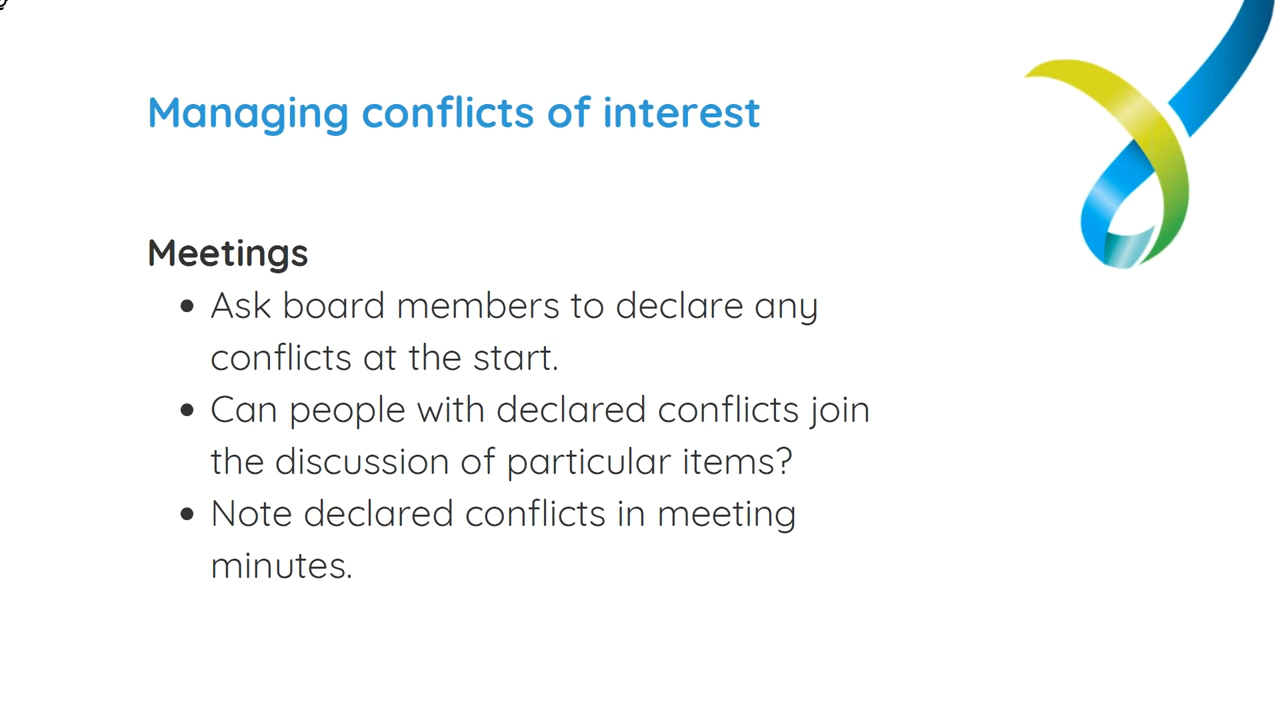 Managing conflicts of interest
Meetings
• Ask board members to declare any
conflicts at the start.
• Can people with declared conflicts join
the discussion of particular items?
• Note declared conflicts in meeting
minutes.